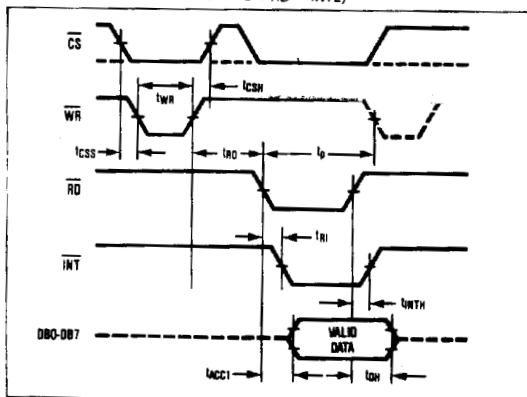 CS
tCSH
tWR
WR
tCSS
tRD
tP
RD
tRI
INT
tINTH
DB0-DB7
VALID
DATA
tACC1
tDH